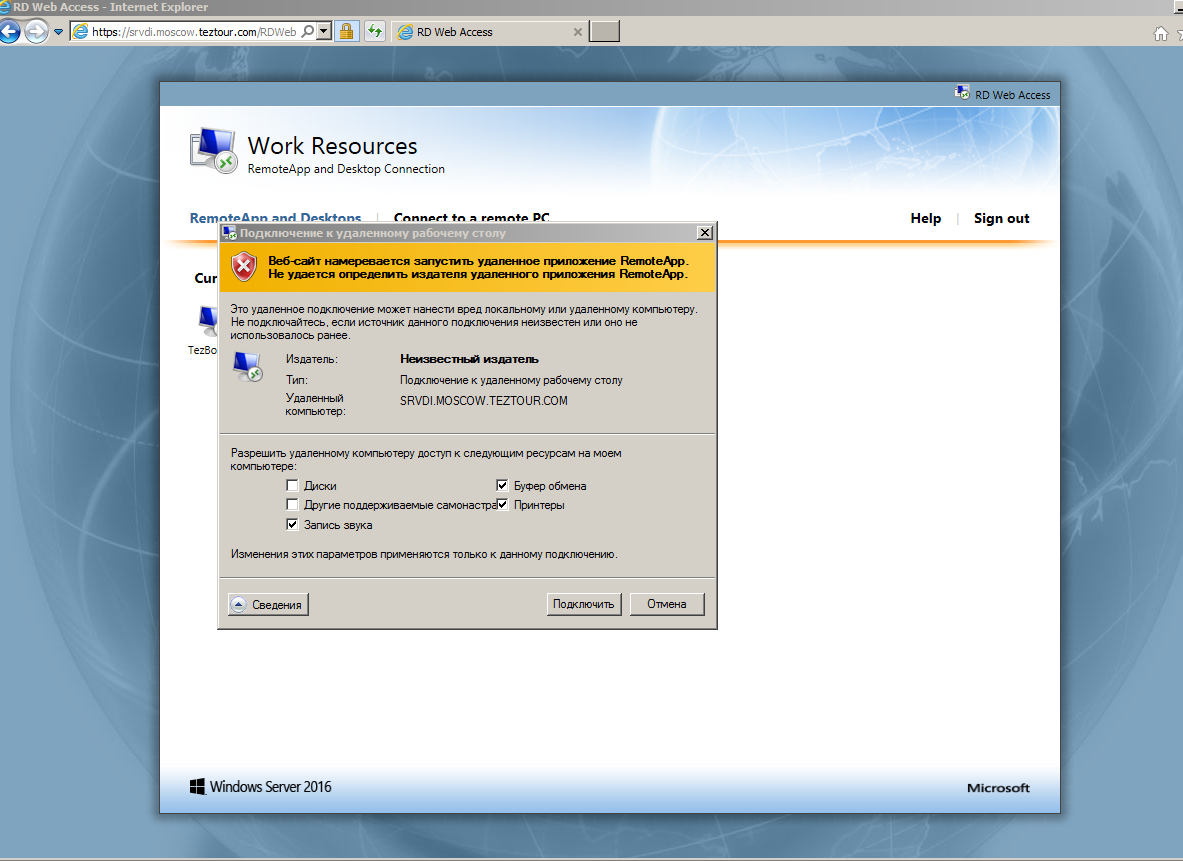 RD Web Access - Internet Explorer
https://srvdi.moscow.teztour.com/RDWeb
RD Web Access
RD Web Access
Work Resources
RemoteApp and Desktop Connection
RemoteApp and Desktops
Connect to a remote PC
Help
Sign out
Подключение к удаленному рабочему столу
Веб-сайт намеревается запустить удаленное приложение RemoteApp.
Не удается определить издателя удаленного приложения RemoteApp.
Cur
TezBo
Это удаленное подключение может нанести вред локальному или удаленному компьютеру.
Не подключайтесь, если источник данного подключения неизвестен или оно не
использовалось ранее.
Издатель: Неизвестный издатель
Тип: Подключение к удаленному рабочему столу
Удаленный
компьютер: SRVDI.MOSCOW.TEZTOUR.COM
Разрешить удаленному компьютеру доступ к следующим ресурсам на моем
компьютере:
Диски Буфер обмена
Другие поддерживаемые самонастра Принтеры
Запись звука
Изменения этих параметров применяются только к данному подключению.
Сведения Подключить Отмена
Windows Server 2016
Microsoft